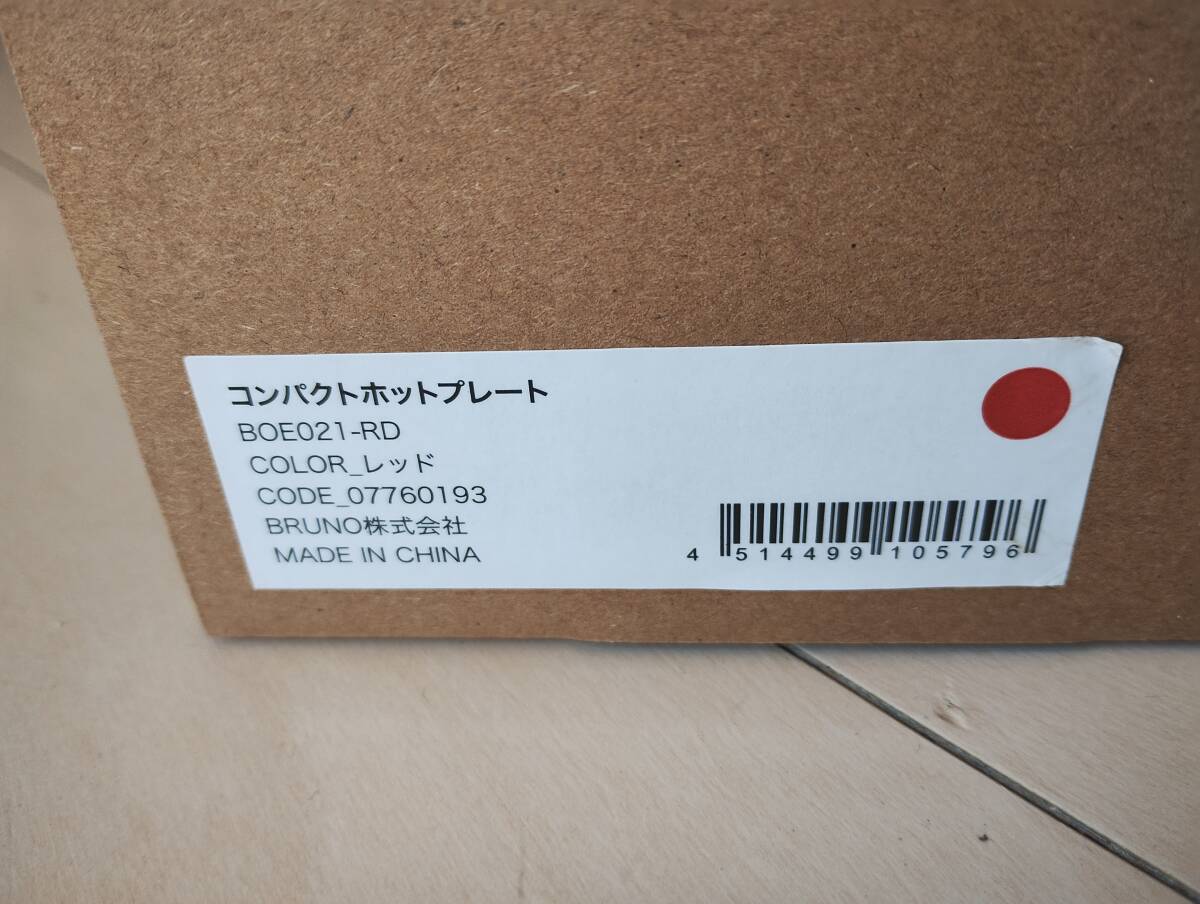 コンパクトホットプレート
BOE021-RD
COLOR_レッド
CODE_07760193
BRUNO株式会社
MADE IN CHINA
4 514499 105796